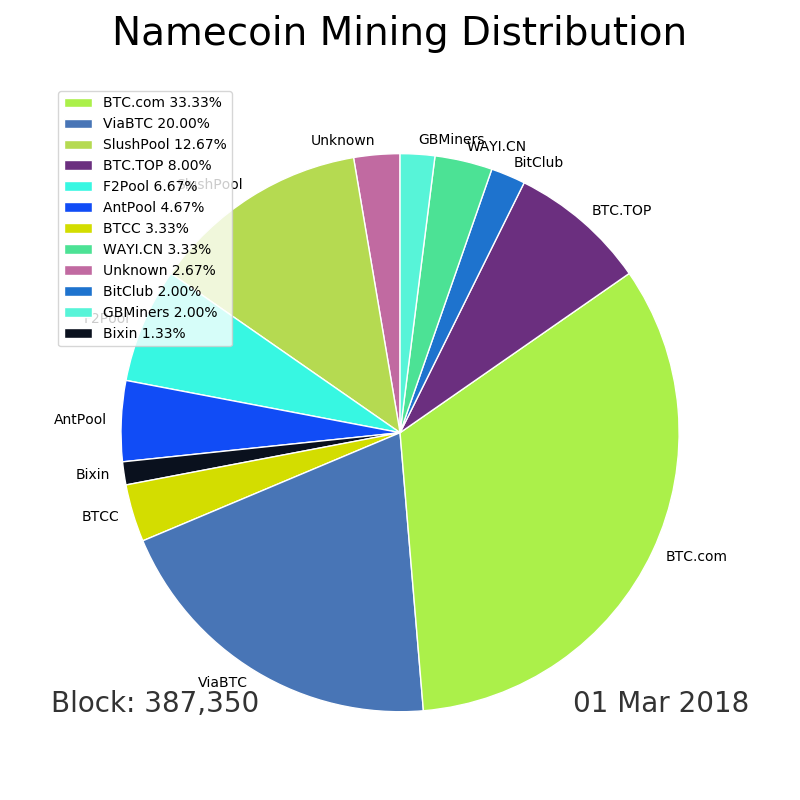 Namecoin Mining Distribution
BTC.com 33.33%
ViaBTC 20.00%
SlushPool 12.67%
BTC.TOP 8.00%
F2Pool 6.67%
AntPool 4.67%
BTCC 3.33%
WAYI.CN 3.33%
Unknown 2.67%
BitClub 2.00%
GBMiners 2.00%
Bixin 1.33%
Unknown
GBMiners
WAYI.CN
BitClub
SlushPool
BTC.TOP
F2Pool
AntPool
Bixin
BTCC
BTC.com
ViaBTC
Block: 387,350
01 Mar 2018